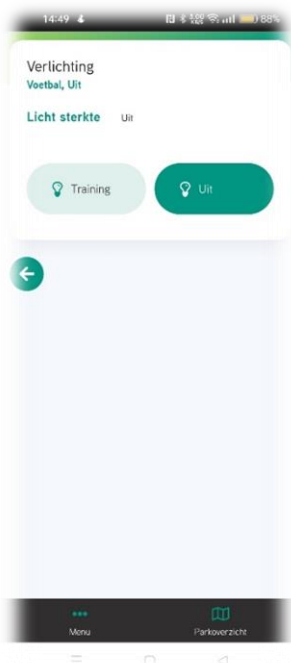 14:49
88%
Verlichting
Voetbal, Uit
Licht sterkte Uit
Training Uit
Menu Parkoverzicht